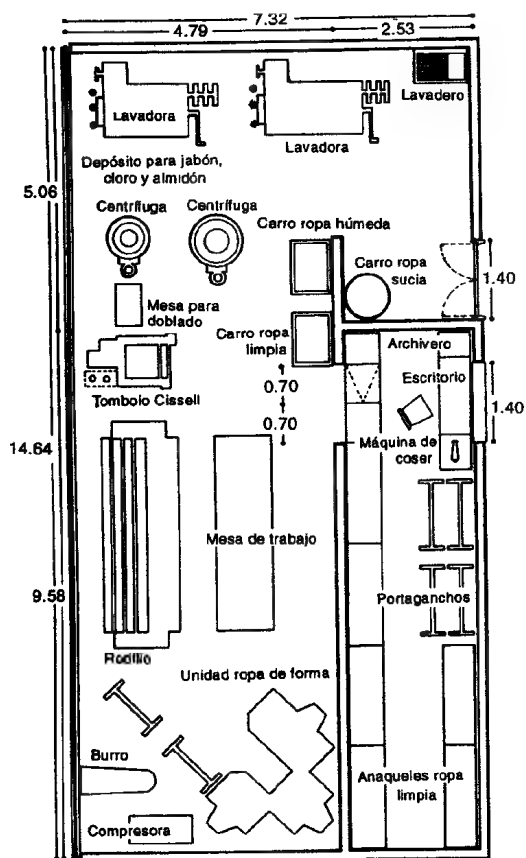 7.32
4.79
2.53
Lavadora
Lavadora
Lavadero
Depósito para jabón,
cloro y almidón
5.06
Centrífuga
Centrífuga
Carro ropa húmeda
Carro ropa
sucia
1.40
Mesa para
doblado
Carro ropa
limpia
Archivero
Tombolo Cissell
0.70
Escritorio
0.70
1.40
14.64
Máquina de
coser
Mesa de trabajo
9.58
Portaganchos
Rodillo
Unidad ropa de forma
Burro
Anaqueles ropa
limpia
Compresora